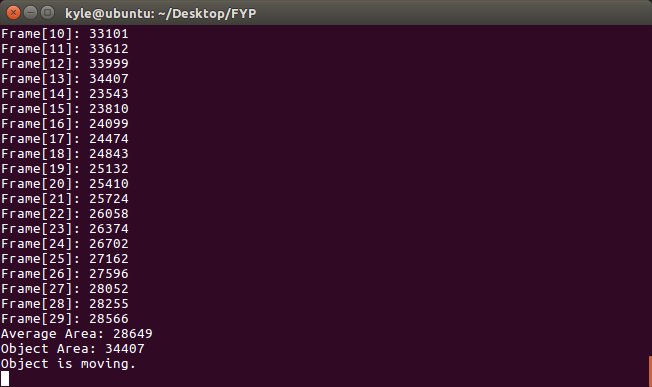 kyle@ubuntu: ~/Desktop/FYP
Frame[10]: 33101
Frame[11]: 33612
Frame[12]: 33999
Frame[13]: 34407
Frame[14]: 23543
Frame[15]: 23810
Frame[16]: 24099
Frame[17]: 24474
Frame[18]: 24843
Frame[19]: 25132
Frame[20]: 25410
Frame[21]: 25724
Frame[22]: 26058
Frame[23]: 26374
Frame[24]: 26702
Frame[25]: 27162
Frame[26]: 27596
Frame[27]: 28052
Frame[28]: 28255
Frame[29]: 28566
Average Area: 28649
Object Area: 34407
Object is moving.